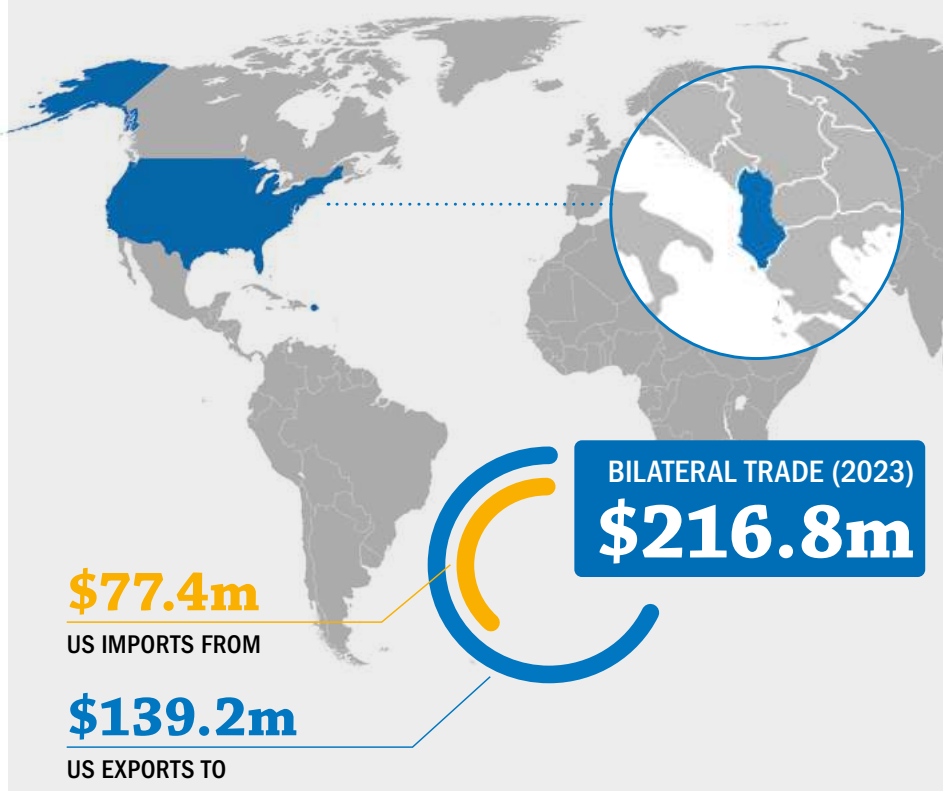 BILATERAL TRADE (2023)
$216.8m
$77.4m
US IMPORTS FROM
$139.2m
US EXPORTS TO